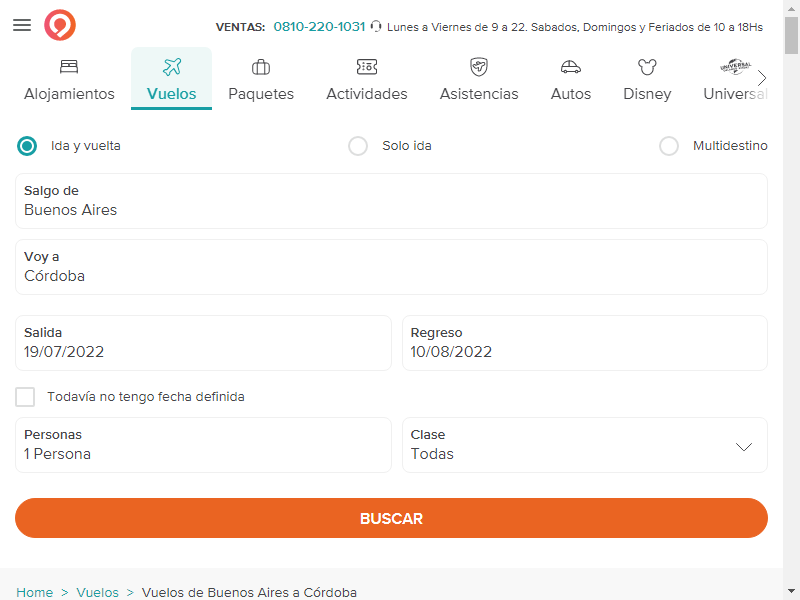 VENTAS: 0810-220-1031 Lunes a Viernes de 9 a 22. Sabados, Domingos y Feriados de 10 a 18Hs
Alojamientos Vuelos Paquetes Actividades Asistencias Autos Disney Universal
UNIVERSAL
Ida y vuelta Solo ida Multidestino
Salgo de
Buenos Aires
Voy a
Córdoba
Salida Regreso
19/07/2022 10/08/2022
Todavía no tengo fecha definida
Personas Clase
1 Persona Todas
BUSCAR
Home > Vuelos > Vuelos de Buenos Aires a Córdoba